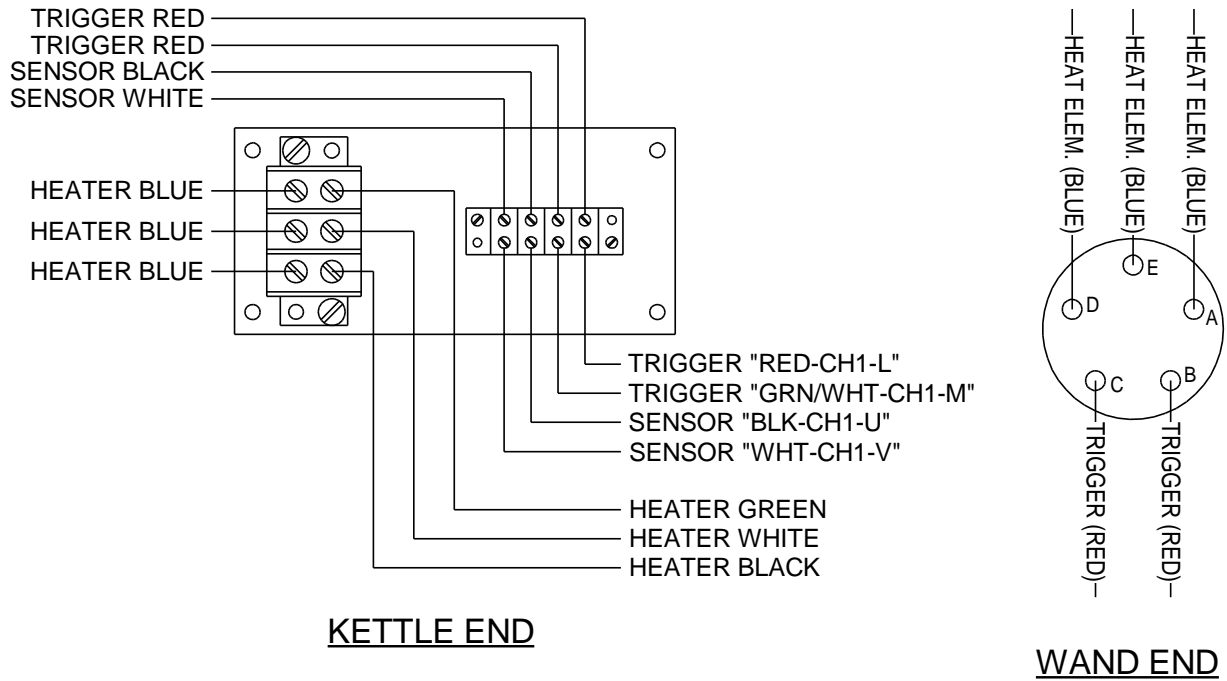 TRIGGER RED
TRIGGER RED
SENSOR BLACK
SENSOR WHITE
HEATER BLUE
HEATER BLUE
HEATER BLUE
TRIGGER "RED-CH1-L"
TRIGGER "GRN/WHT-CH1-M"
SENSOR "BLK-CH1-U"
SENSOR "WHT-CH1-V"
HEATER GREEN
HEATER WHITE
HEATER BLACK
KETTLE END
HEAT ELEM. (BLUE)
HEAT ELEM. (BLUE)
HEAT ELEM. (BLUE)
E
D
A
C
B
TRIGGER (RED)
TRIGGER (RED)
WAND END